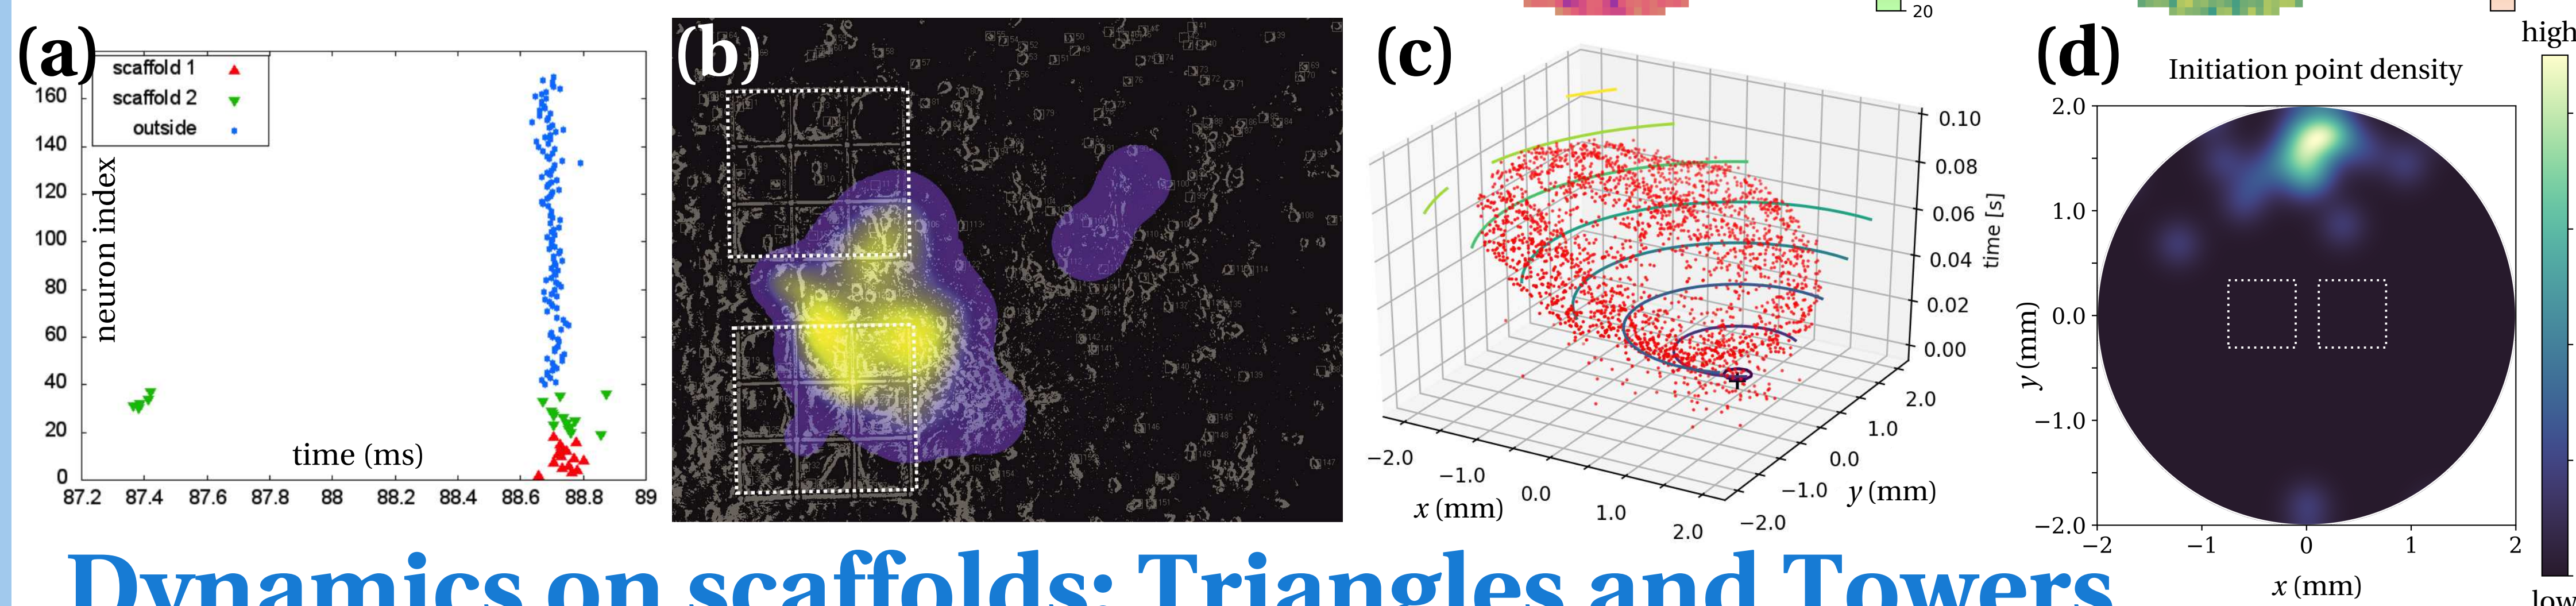 20
high
(a)
scaffold 1
scaffold 2
outside
160
140
120
100
80
60
40
20
0
neuron index
time (ms)
87.2 87.4 87.6 87.8 88 88.2 88.4 88.6 88.8 89
(b)
(c)
0.10
0.08
0.06
0.04
0.02
0.00
time [s]
−2.0 −1.0 0.0 1.0 2.0
x (mm)
2.0
1.0
0.0
−1.0
−2.0
y (mm)
(d)
Initiation point density
2.0
1.0
0.0
−1.0
−2.0
y (mm)
−2 −1 0 1 2
x (mm)
low
Dynamics on scaffolds: Triangles and Towers